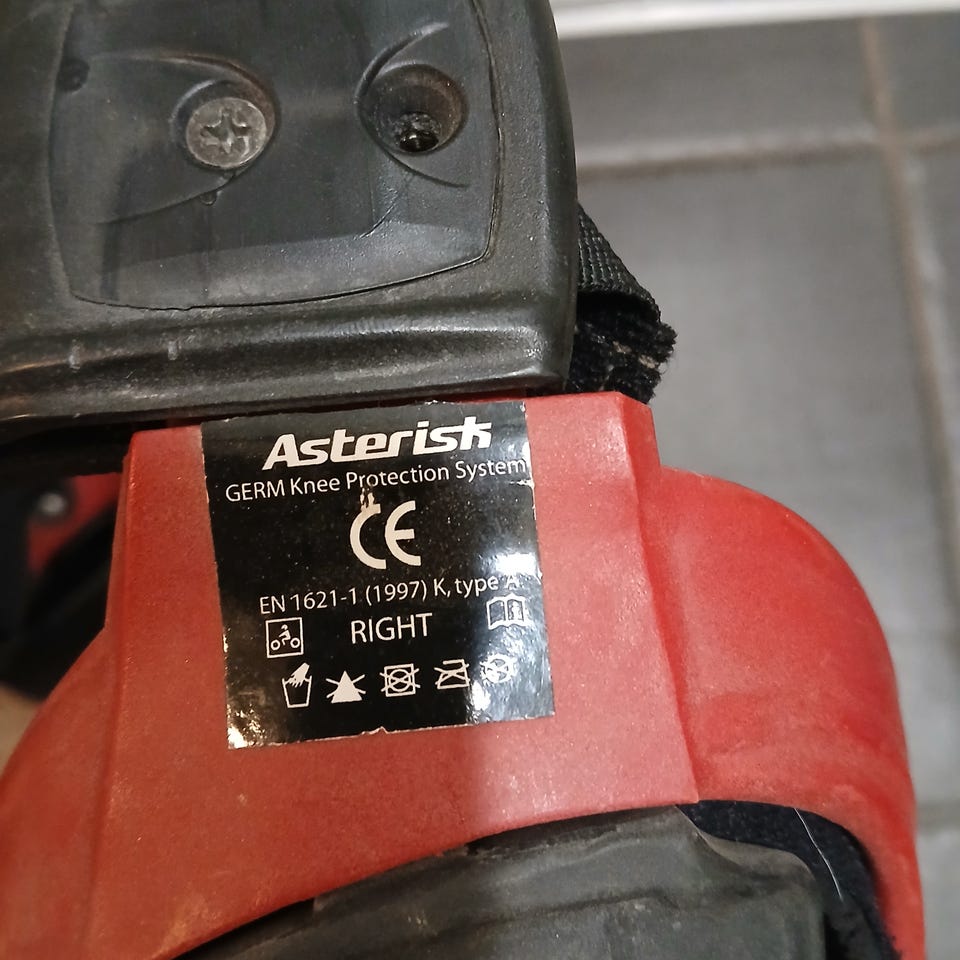 Asterisk
GERM Knee Protection System
CE
EN 1621-1 (1997) K, type A
RIGHT